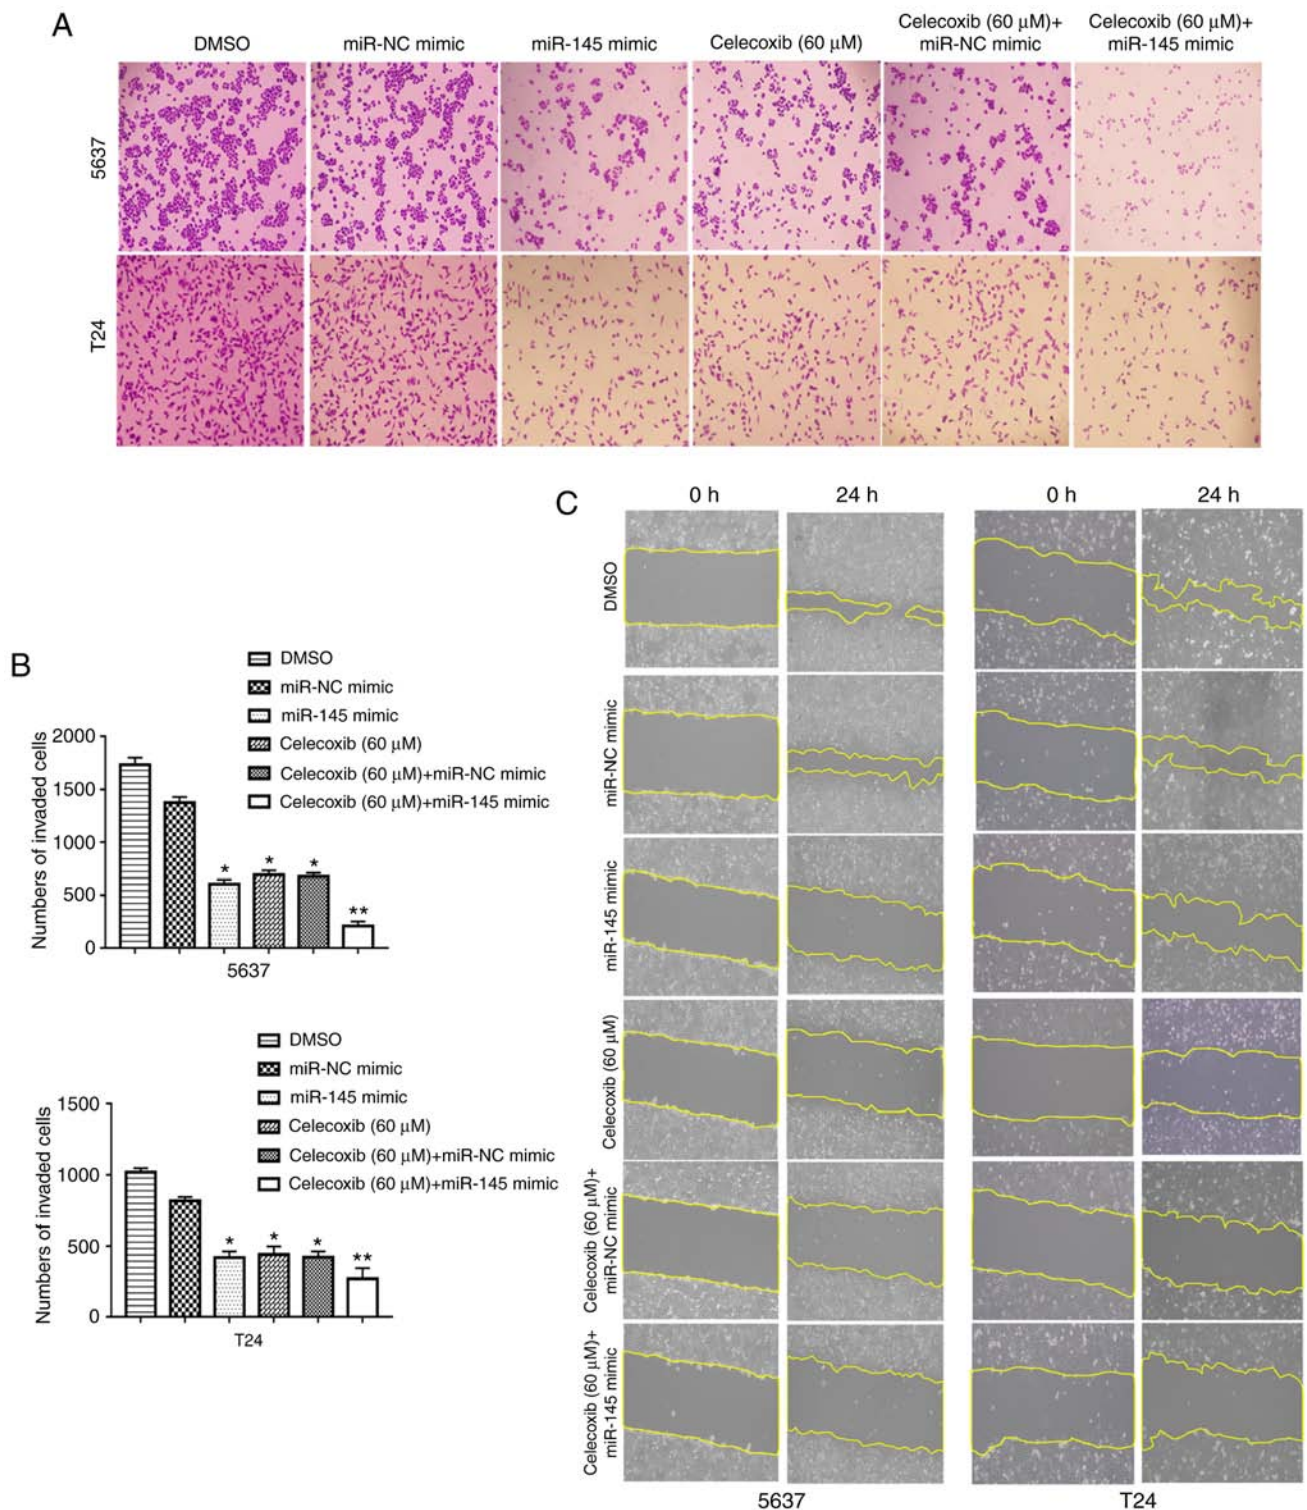 A
DMSO
miR-NC mimic
miR-145 mimic
Celecoxib (60 μM)
Celecoxib (60 μM)+
miR-NC mimic
Celecoxib (60 μM)+
miR-145 mimic
5637
T24
B
DMSO
miR-NC mimic
miR-145 mimic
Celecoxib (60 μM)
Celecoxib (60 μM)+miR-NC mimic
Celecoxib (60 μM)+miR-145 mimic
Numbers of invaded cells
2000
1500
1000
500
0
*
*
*
**
5637
DMSO
miR-NC mimic
miR-145 mimic
Celecoxib (60 μM)
Celecoxib (60 μM)+miR-NC mimic
Celecoxib (60 μM)+miR-145 mimic
Numbers of invaded cells
1500
1000
500
0
*
*
*
**
T24
C
0 h
24 h
0 h
24 h
DMSO
miR-NC mimic
miR-145 mimic
Celecoxib (60 μM)
Celecoxib (60 μM)+
miR-NC mimic
Celecoxib (60 μM)+
miR-145 mimic
5637
T24